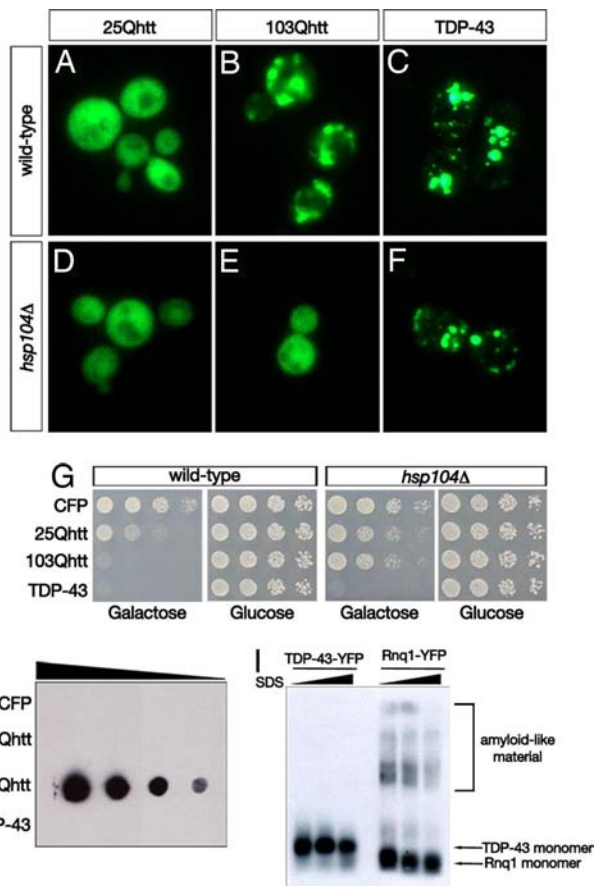 25Qhtt 103Qhtt TDP-43
wild-type
A B C
hsp104Δ
D E F
G wild-type hsp104Δ
CFP
25Qhtt
103Qhtt
TDP-43
Galactose Glucose Galactose Glucose
CFP
Qhtt
Qhtt
P-43
I TDP-43-YFP Rnq1-YFP
SDS
amyloid-like
material
TDP-43 monomer
Rnq1 monomer